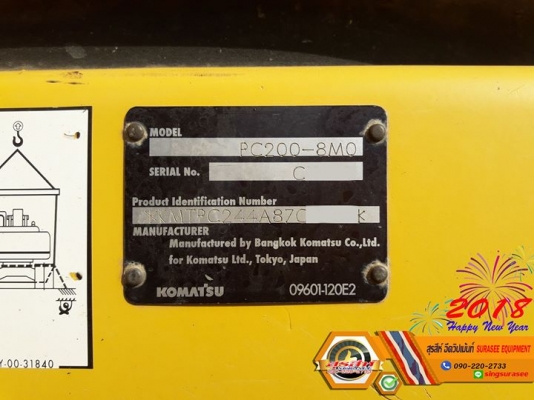 MODEL
PC200-8M0
SERIAL No. C
Product Identification Number
KMTPC244A87C K
MANUFACTURER
Manufactured by Bangkok Komatsu Co.,Ltd.
for Komatsu Ltd., Tokyo, Japan
KOMATSU 09601-120E2
Y-00-31840
2018
Happy New Year
สุรสีห์ อีควิปเม้นท์ SURASEE EQUIPMENT
090-220-2733
singsurasee